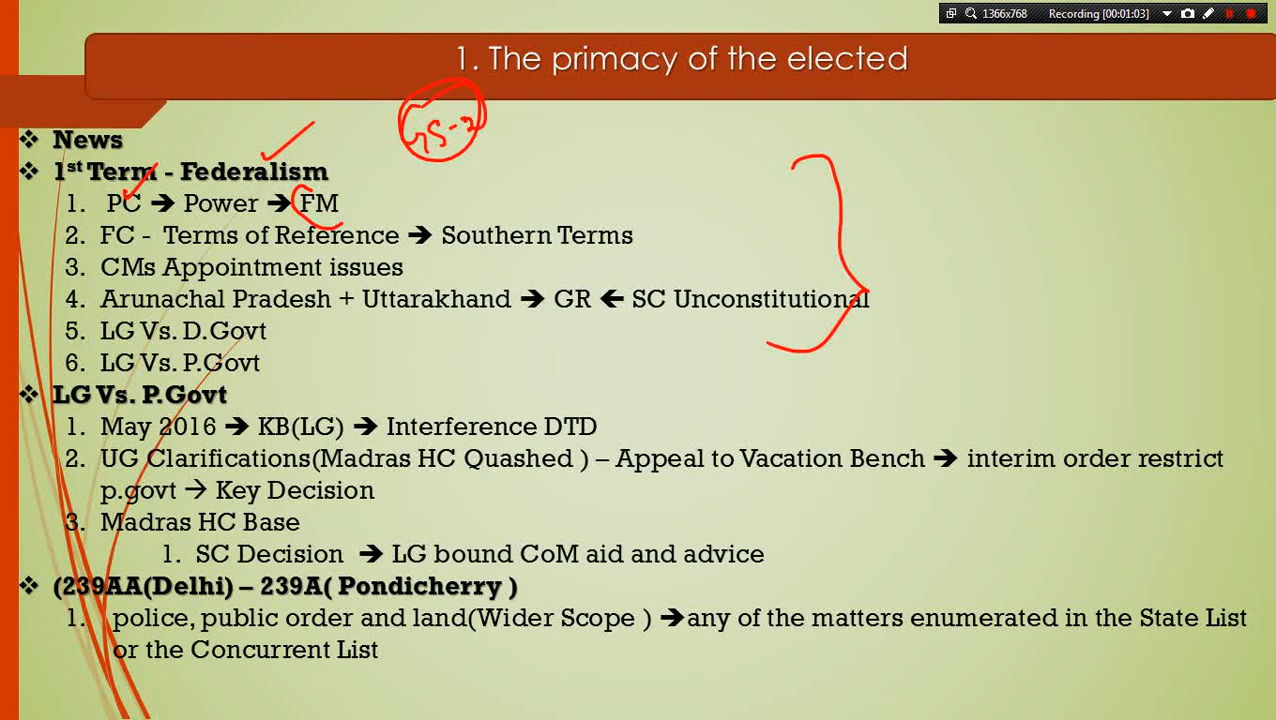 1366x768 Recording [00:01:03]
1. The primacy of the elected
GS-2
❖ News
❖ 1st Term - Federalism
1. PC ➔ Power ➔ FM
2. FC - Terms of Reference ➔ Southern Terms
3. CMs Appointment issues
4. Arunachal Pradesh + Uttarakhand ➔ GR 🡸 SC Unconstitutional
5. LG Vs. D.Govt
6. LG Vs. P.Govt
❖ LG Vs. P.Govt
1. May 2016 ➔ KB(LG) ➔ Interference DTD
2. UG Clarifications(Madras HC Quashed ) – Appeal to Vacation Bench ➔ interim order restrict
p.govt → Key Decision
3. Madras HC Base
1. SC Decision ➔ LG bound CoM aid and advice
❖ (239AA(Delhi) – 239A( Pondicherry )
1. police, public order and land(Wider Scope ) ➔any of the matters enumerated in the State List
or the Concurrent List